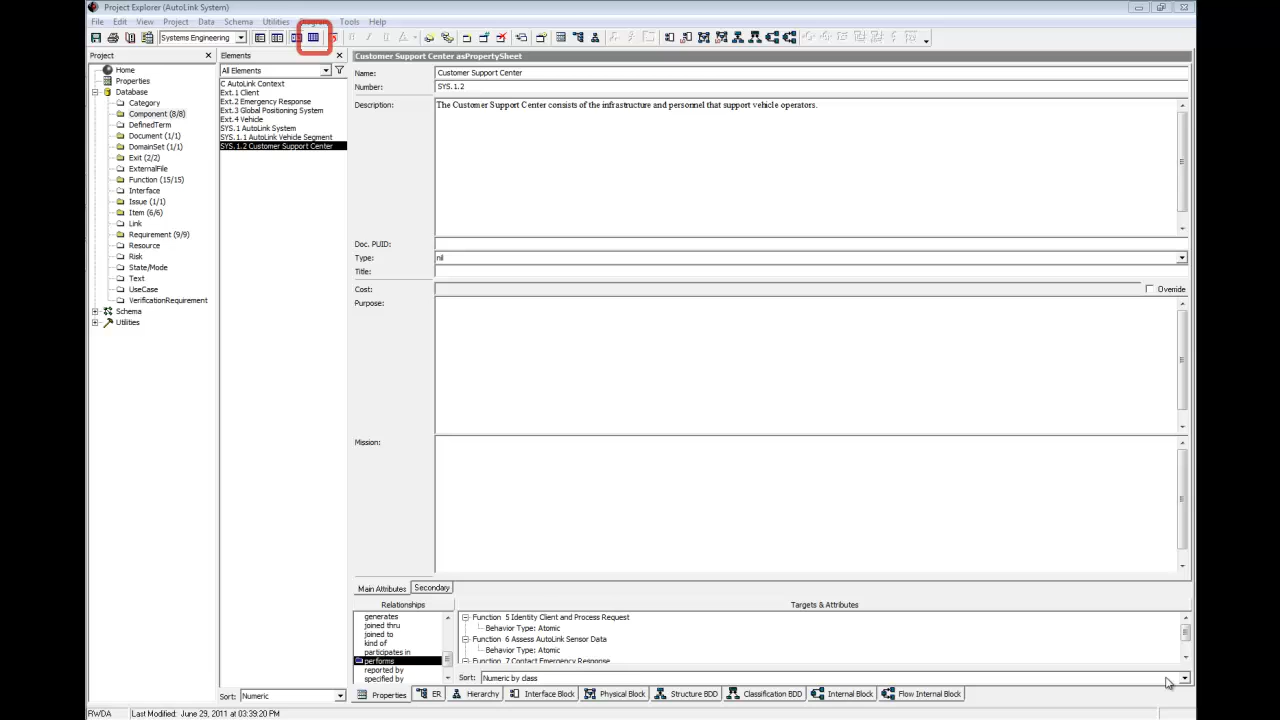 Project Explorer (AutoLink System)
File Edit View Project Data Schema Utilities Diagram Tools Help
Systems Engineering
Project
Home
Properties
Database
Category
Component (8/8)
DefinedTerm
Document (1/1)
DomainSet (1/1)
Exit (2/2)
ExternalFile
Function (15/15)
Interface
Issue (1/1)
Item (6/6)
Link
Requirement (9/9)
Resource
Risk
State/Mode
Text
UseCase
VerificationRequirement
Schema
Utilities
Elements
All Elements
C AutoLink Context
Ext.1 Client
Ext.2 Emergency Response
Ext.3 Global Positioning System
Ext.4 Vehicle
SYS.1 AutoLink System
SYS.1.1 AutoLink Vehicle Segment
SYS.1.2 Customer Support Center
Sort: Numeric
Customer Support Center asPropertySheet
Name: Customer Support Center
Number: SYS.1.2
Description: The Customer Support Center consists of the infrastructure and personnel that support vehicle operators.
Doc. PUID:
Type: nil
Title:
Cost: Override
Purpose:
Mission:
Main Attributes Secondary
Relationships
generates
joined thru
joined to
kind of
participates in
performs
reported by
specified by
Targets & Attributes
Function 5 Identity Client and Process Request
Behavior Type: Atomic
Function 6 Assess AutoLink Sensor Data
Behavior Type: Atomic
Function 7 Contact Emergency Response
Sort: Numeric by class
Properties ER Hierarchy Interface Block Physical Block Structure BDD Classification BDD Internal Block Flow Internal Block
RWDA Last Modified: June 29, 2011 at 03:39:20 PM